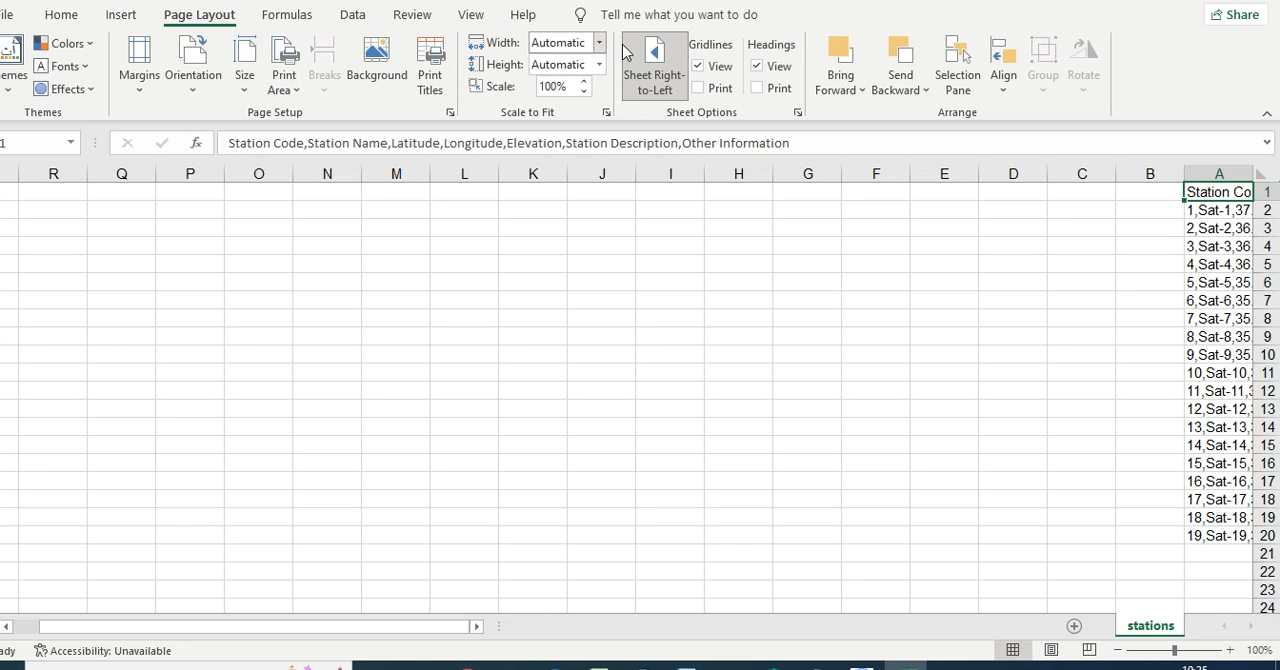 Home Insert Page Layout Formulas Data Review View Help Tell me what you want to do Share
Colors
Fonts
Effects
Themes
Margins
Orientation
Size
Print
Area
Breaks
Background
Print
Titles
Page Setup
Width: Automatic
Height: Automatic
Scale: 100%
Scale to Fit
Sheet Right-
to-Left
Gridlines
View
Print
Headings
View
Print
Sheet Options
Bring
Forward
Send
Backward
Selection
Pane
Align
Group
Rotate
Arrange
1 fx Station Code,Station Name,Latitude,Longitude,Elevation,Station Description,Other Information
R Q P O N M L K J I H G F E D C B A
Station Co 1
1,Sat-1,37. 2
2,Sat-2,36. 3
3,Sat-3,36. 4
4,Sat-4,36. 5
5,Sat-5,35. 6
6,Sat-6,35. 7
7,Sat-7,35. 8
8,Sat-8,35. 9
9,Sat-9,35. 10
10,Sat-10, 11
11,Sat-11, 12
12,Sat-12, 13
13,Sat-13, 14
14,Sat-14, 15
15,Sat-15, 16
16,Sat-16, 17
17,Sat-17, 18
18,Sat-18, 19
19,Sat-19, 20
21
22
23
24
stations
Accessibility: Unavailable 100%